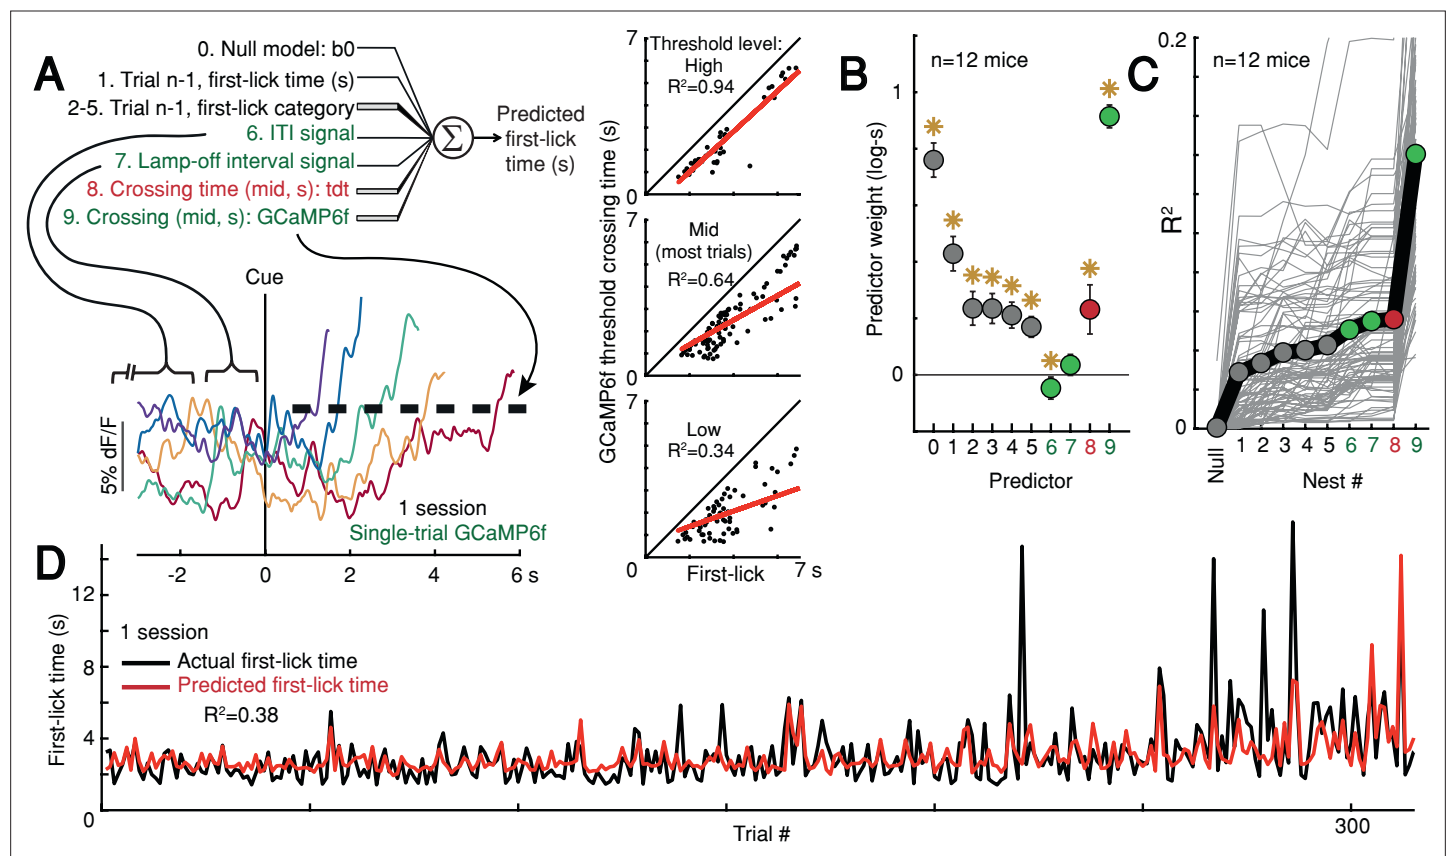 A
0. Null model: b0
1. Trial n-1, first-lick time (s)
2-5. Trial n-1, first-lick category
6. ITI signal
7. Lamp-off interval signal
8. Crossing time (mid, s): tdt
9. Crossing (mid, s): GCaMP6f
Σ
Predicted
first-lick
time (s)
Cue
5% dF/F
1 session
Single-trial GCaMP6f
-2
0
2
4
6 s
GCaMP6f threshold crossing time (s)
7
Threshold level:
High
R²=0.94
0
7
Mid
(most trials)
R²=0.64
0
7
Low
R²=0.34
0
First-lick
7 s
B
n=12 mice
Predictor weight (log-s)
1
0
0 1 2 3 4 5 6 7 8 9
Predictor
C
0.2
n=12 mice
R²
0
Null 1 2 3 4 5 6 7 8 9
Nest #
D
First-lick time (s)
12
8
4
0
1 session
Actual first-lick time
Predicted first-lick time
R²=0.38
Trial #
300